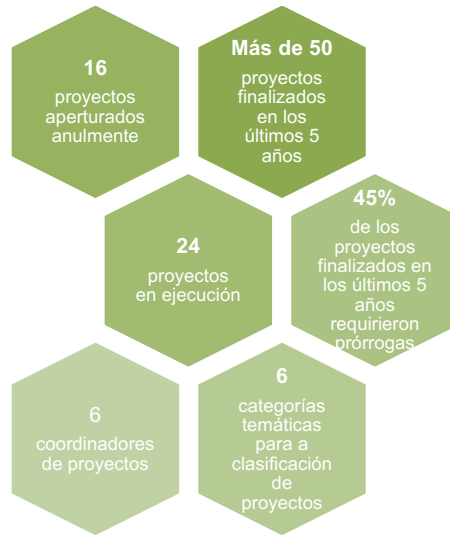 16
proyectos
aperturados
anulmente
Más de 50
proyectos
finalizados
en los
últimos 5
años
24
proyectos
en ejecución
45%
de los
proyectos
finalizados en
los últimos 5
años
requirieron
prórrogas
6
coordinadores
de proyectos
6
categorías
temáticas
para a
clasificación
de
proyectos